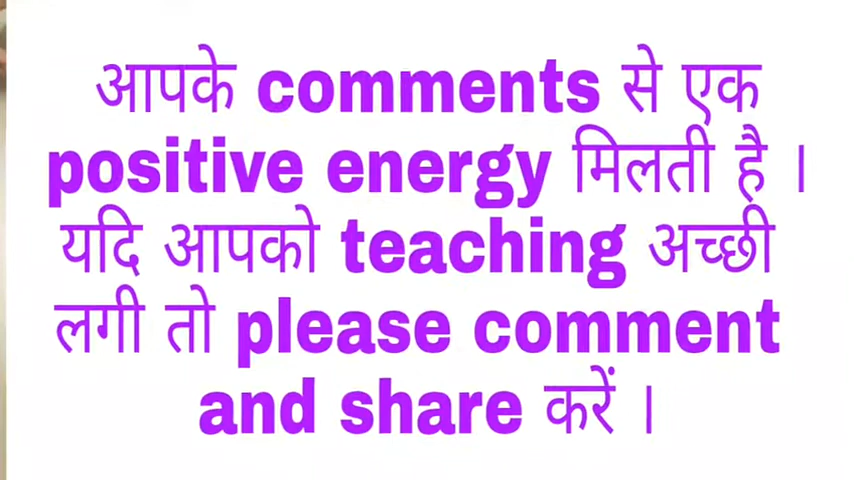 आपके comments से एक
positive energy मिलती है ।
यदि आपको teaching अच्छी
लगी तो please comment
and share करें ।